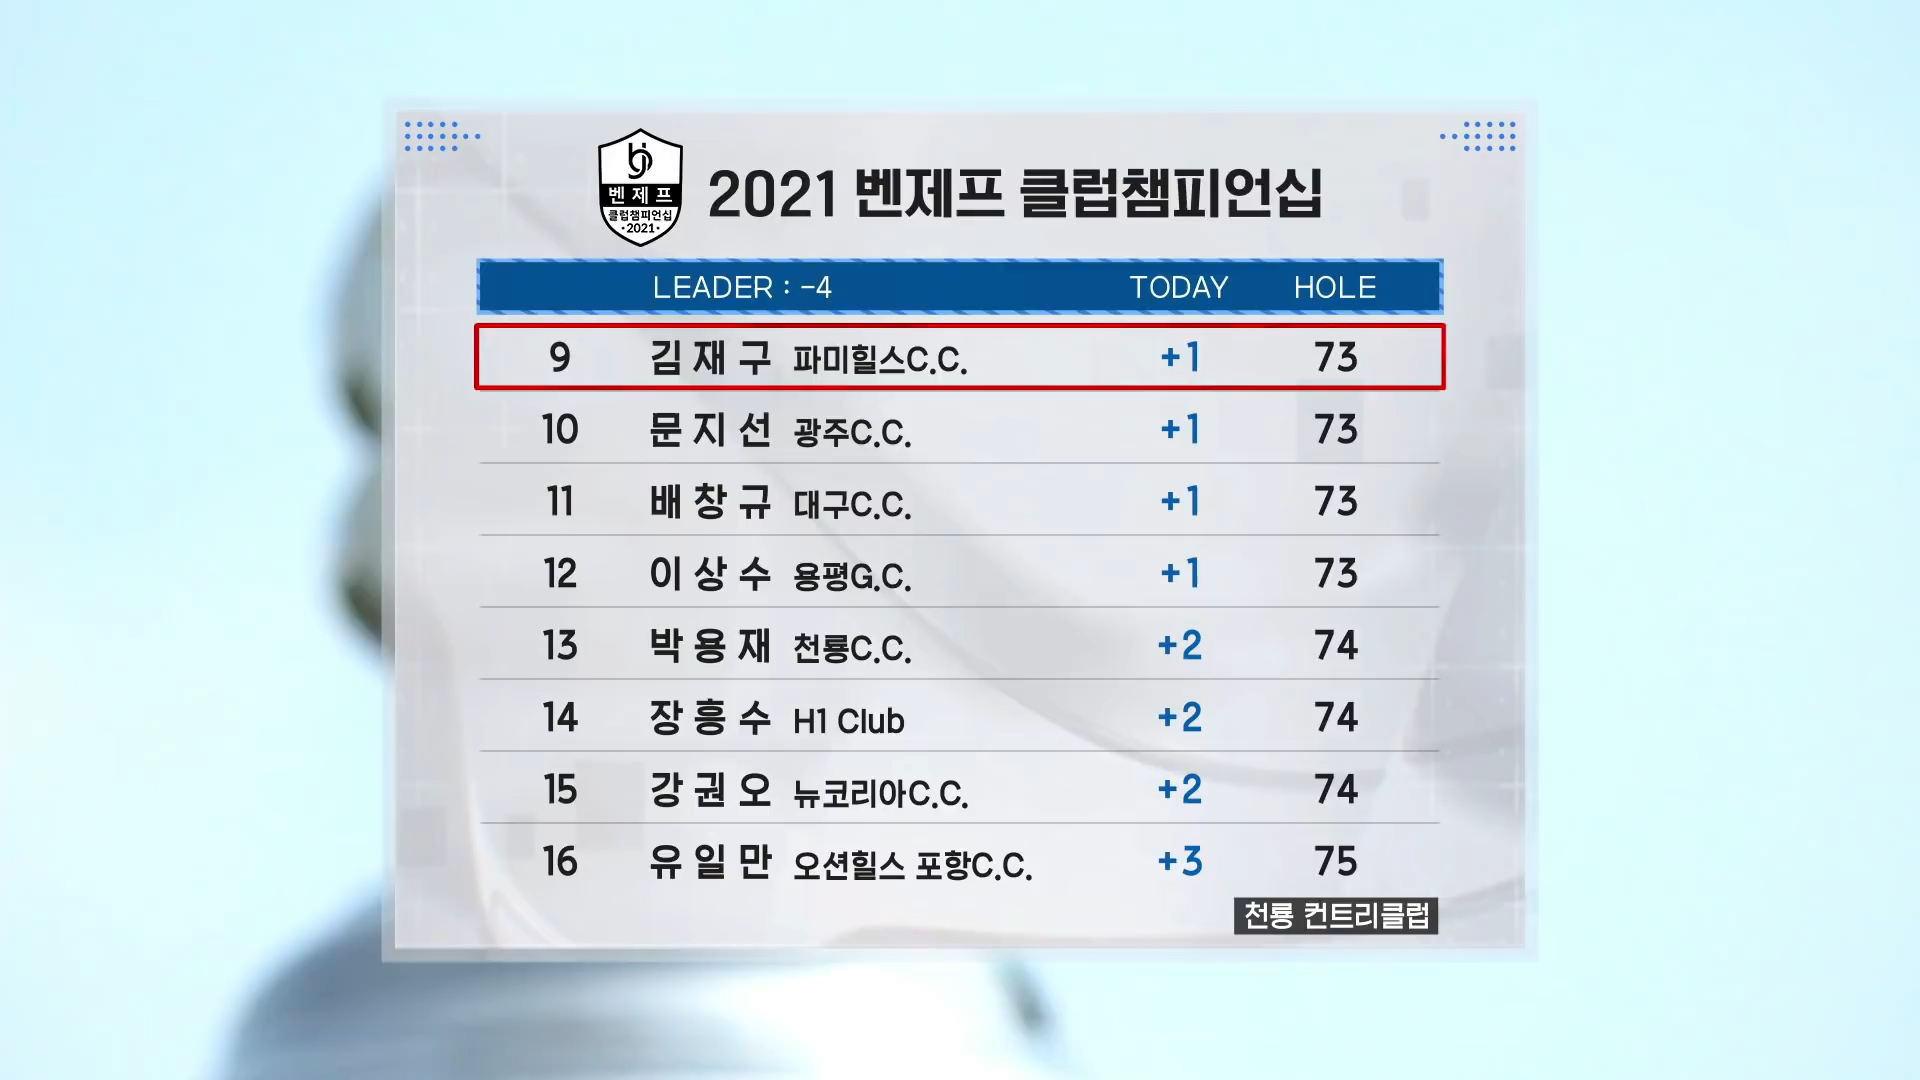 벤제프
클럽챔피언십
·2021·
2021 벤제프 클럽챔피언십
LEADER : -4 TODAY HOLE
9 김재구 파미힐스C.C. +1 73
10 문지선 광주C.C. +1 73
11 배창규 대구C.C. +1 73
12 이상수 용평G.C. +1 73
13 박용재 천룡C.C. +2 74
14 장흥수 H1 Club +2 74
15 강권오 뉴코리아C.C. +2 74
16 유일만 오션힐스 포항C.C. +3 75
천룡 컨트리클럽